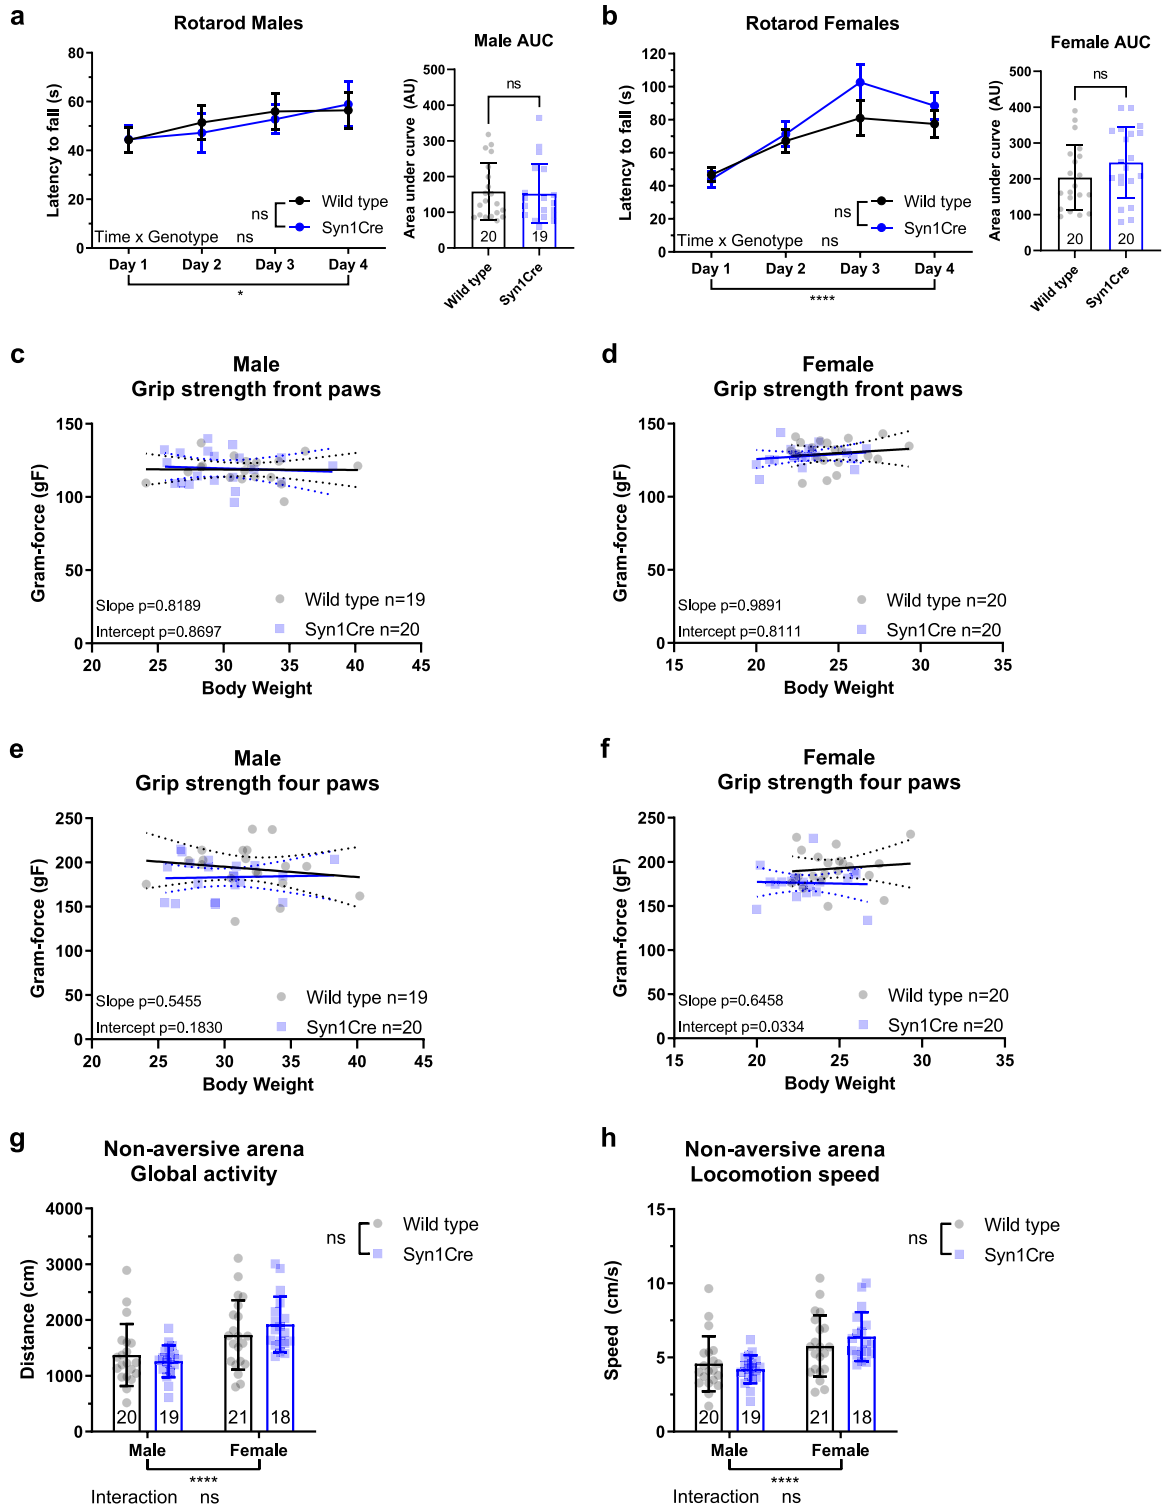 a
Rotarod Males
Latency to fall (s)
80
60
40
20
0
Wild type
Syn1Cre
ns
Time x Genotype ns
Day 1 Day 2 Day 3 Day 4
*
Male AUC
Area under curve (AU)
500
400
300
200
100
0
ns
20 19
Wild type Syn1Cre
b
Rotarod Females
Latency to fall (s)
120
100
80
60
40
20
0
Wild type
Syn1Cre
ns
Time x Genotype ns
Day 1 Day 2 Day 3 Day 4
****
Female AUC
Area under curve (AU)
500
400
300
200
100
0
ns
20 20
Wild type Syn1Cre
c
Male
Grip strength front paws
Gram-force (gF)
150
100
50
0
Slope p=0.8189
Intercept p=0.8697
Wild type n=19
Syn1Cre n=20
20 25 30 35 40 45
Body Weight
d
Female
Grip strength front paws
Gram-force (gF)
150
100
50
0
Slope p=0.9891
Intercept p=0.8111
Wild type n=20
Syn1Cre n=20
15 20 25 30 35
Body Weight
e
Male
Grip strength four paws
Gram-force (gF)
250
200
150
100
50
0
Slope p=0.5455
Intercept p=0.1830
Wild type n=19
Syn1Cre n=20
20 25 30 35 40 45
Body Weight
f
Female
Grip strength four paws
Gram-force (gF)
250
200
150
100
50
0
Slope p=0.6458
Intercept p=0.0334
Wild type n=20
Syn1Cre n=20
15 20 25 30 35
Body Weight
g
Non-aversive arena
Global activity
Distance (cm)
4000
3000
2000
1000
0
ns
Wild type
Syn1Cre
20 19 21 18
Male Female
****
Interaction ns
h
Non-aversive arena
Locomotion speed
Speed (cm/s)
15
10
5
0
ns
Wild type
Syn1Cre
20 19 21 18
Male Female
****
Interaction ns